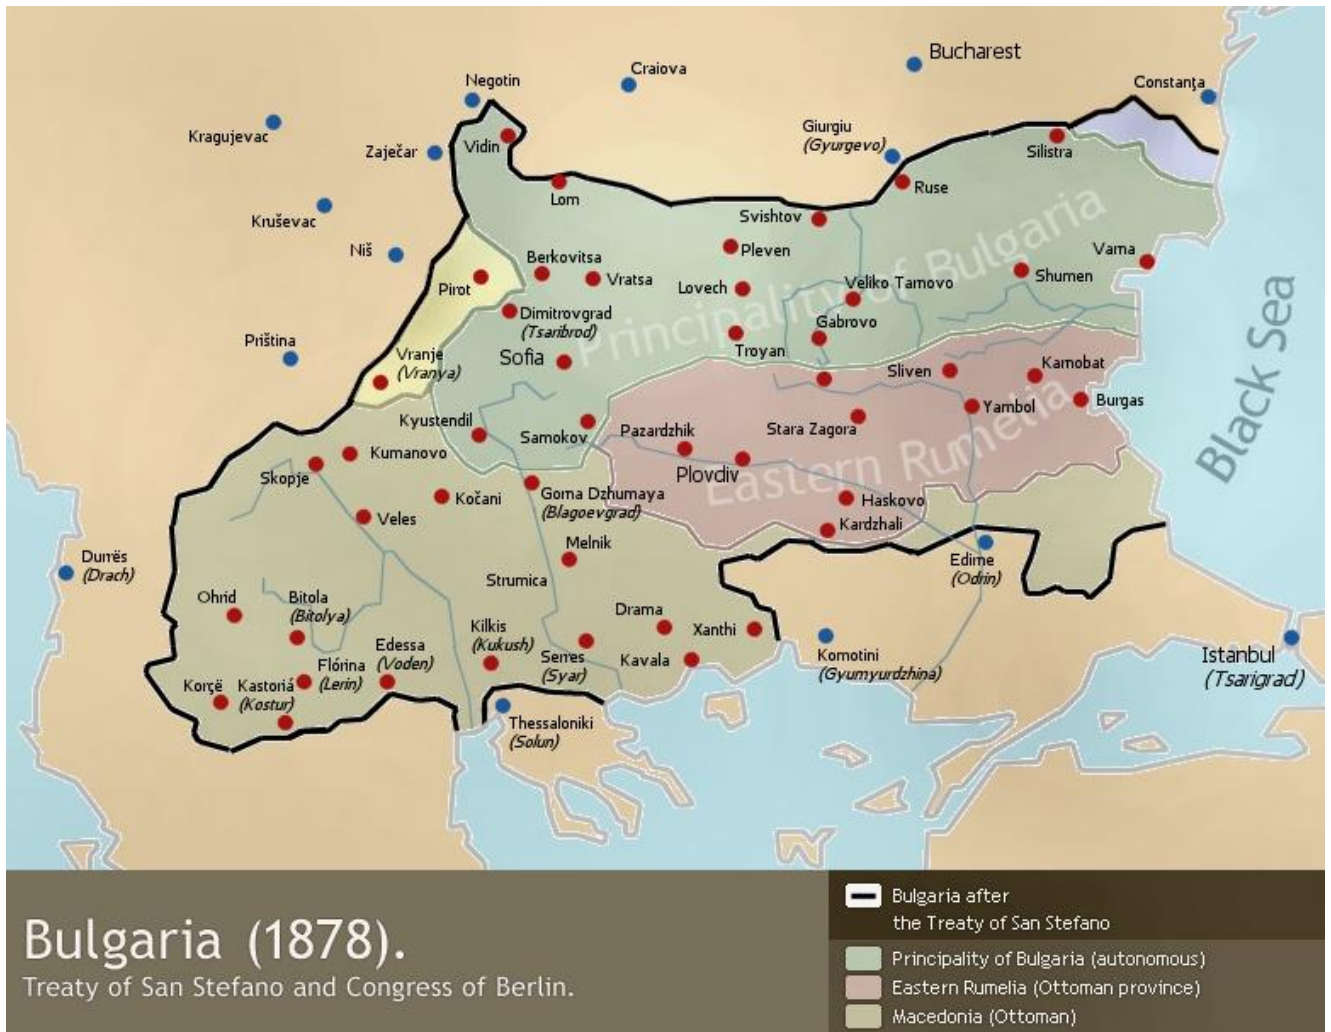 Bucharest
Craiova
Negotin
Constanţa
Kragujevac
Giurgiu
(Gyurgevo)
Zaječar
Vidin
Silistra
Ruse
Lom
Kruševac
Svishtov
Niš
Pleven
Varna
Berkovitsa
Vratsa
Shumen
Pirot
Lovech
Veliko Tarnovo
Principality of Bulgaria
Dimitrovgrad
(Tsaribrod)
Gabrovo
Priština
Vranje
(Vranya)
Sofia
Troyan
Sliven
Karnobat
Black Sea
Kyustendil
Samokov
Pazardzhik
Stara Zagora
Yambol
Burgas
Eastern Rumelia
Kumanovo
Skopje
Plovdiv
Kočani
Gorna Dzhumaya
(Blagoevgrad)
Haskovo
Veles
Kardzhali
Durrës
(Drach)
Melnik
Edirne
(Odrin)
Strumica
Ohrid
Bitola
(Bitolya)
Drama
Kilkis
(Kukush)
Xanthi
Edessa
(Voden)
Serres
(Syar)
Kavala
Komotini
(Gyumyurdzhina)
Istanbul
(Tsarigrad)
Flórina
(Lerin)
Korçë
Kastoriá
(Kostur)
Thessaloniki
(Solun)
Bulgaria (1878).
Treaty of San Stefano and Congress of Berlin.
Bulgaria after
the Treaty of San Stefano
Principality of Bulgaria (autonomous)
Eastern Rumelia (Ottoman province)
Macedonia (Ottoman)